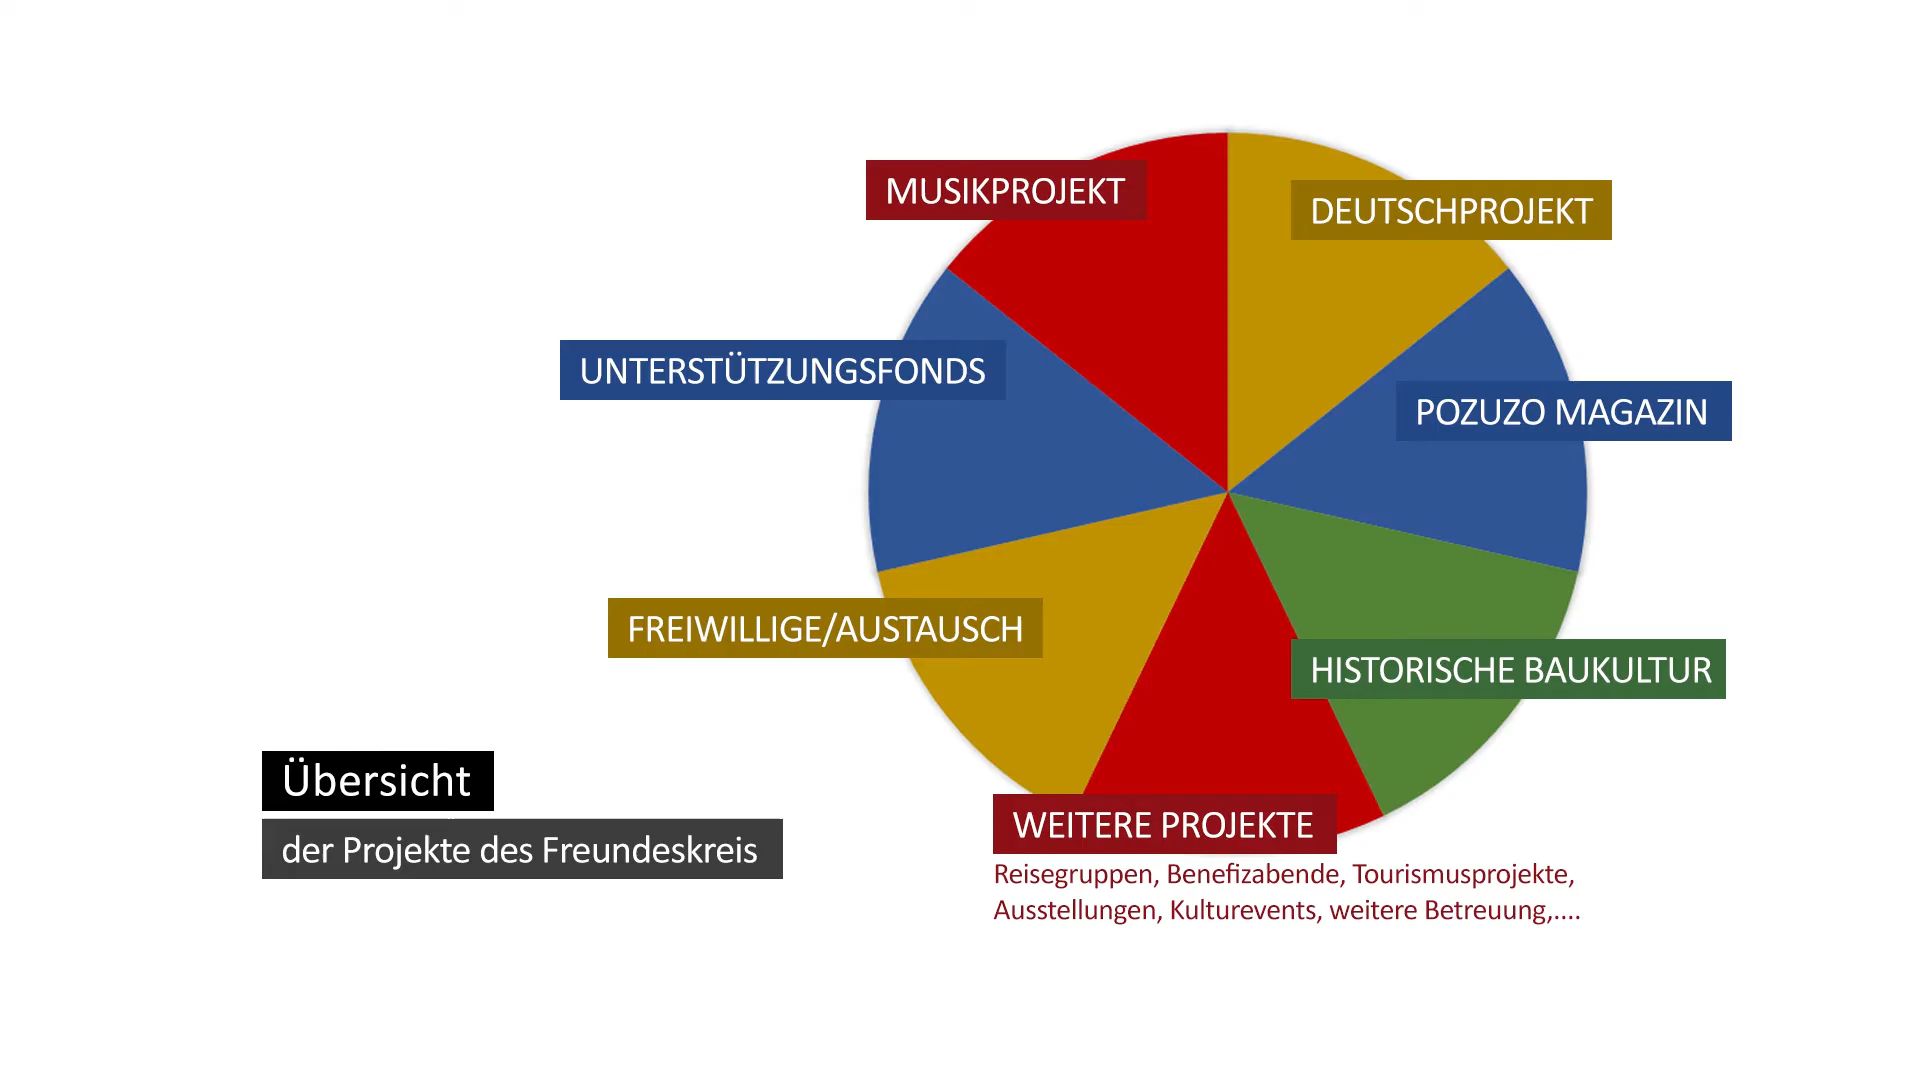 MUSIKPROJEKT
DEUTSCHPROJEKT
UNTERSTÜTZUNGSFONDS
POZUZO MAGAZIN
FREIWILLIGE/AUSTAUSCH
HISTORISCHE BAUKULTUR
Übersicht
der Projekte des Freundeskreis
WEITERE PROJEKTE
Reisegruppen, Benefizabende, Tourismusprojekte,
Ausstellungen, Kulturevents, weitere Betreuung,....